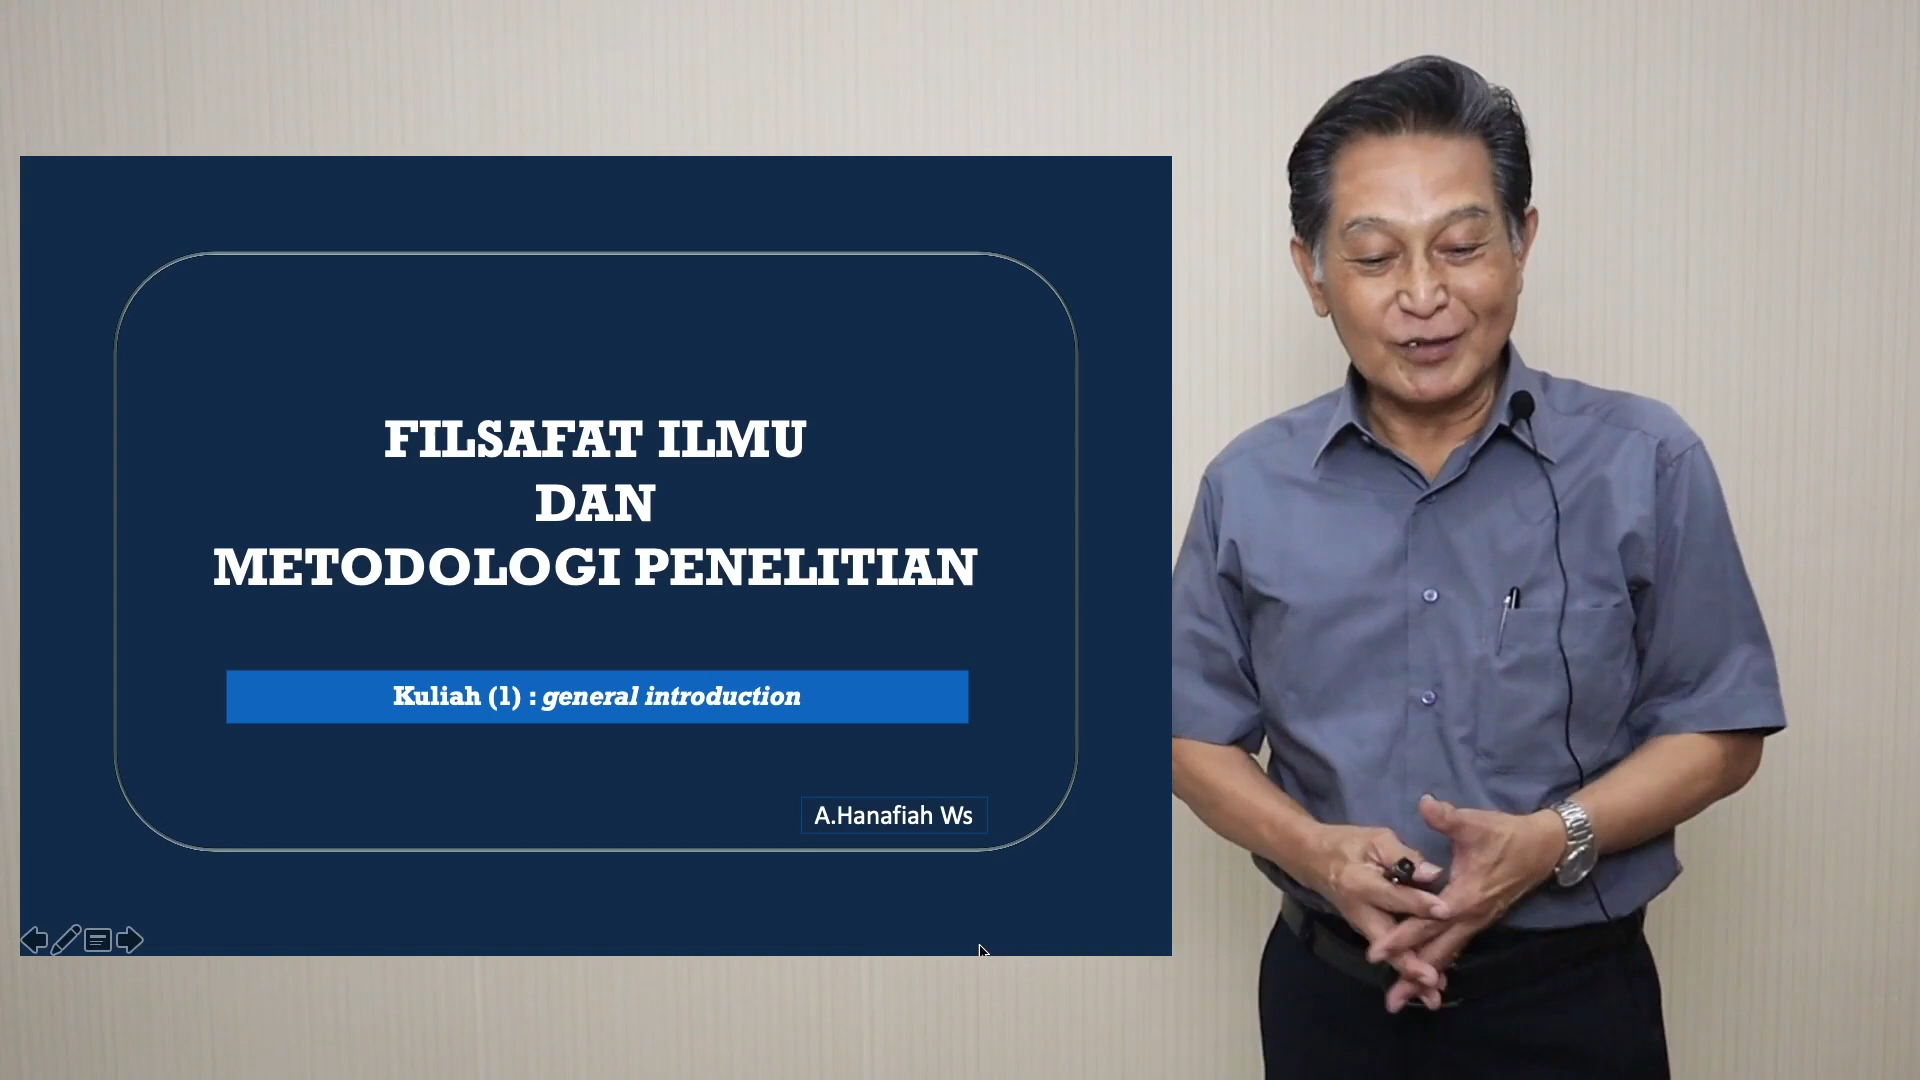 FILSAFAT ILMU
DAN
METODOLOGI PENELITIAN
Kuliah (1) : general introduction
A.Hanafiah Ws